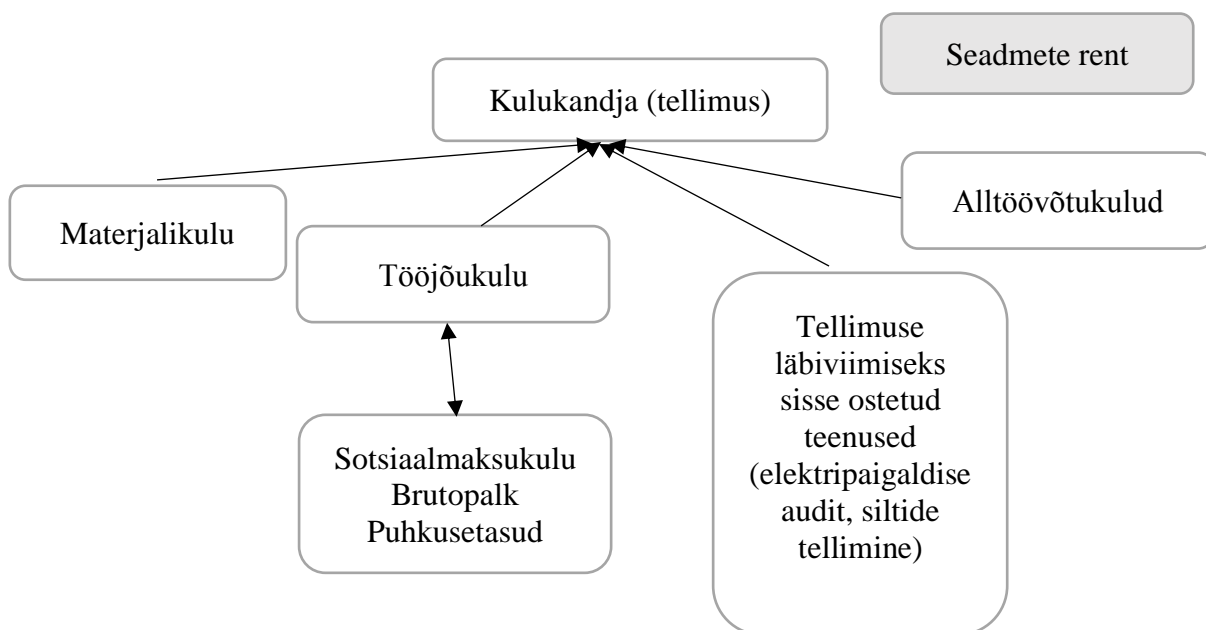 Seadmete rent
Kulukandja (tellimus)
Materjalikulu
Tööjõukulu
Alltöövõtukulud
Sotsiaalmaksukulu
Brutopalk
Puhkusetasud
Tellimuse
läbiviimiseks
sisse ostetud
teenused
(elektripaigaldise
audit, siltide
tellimine)